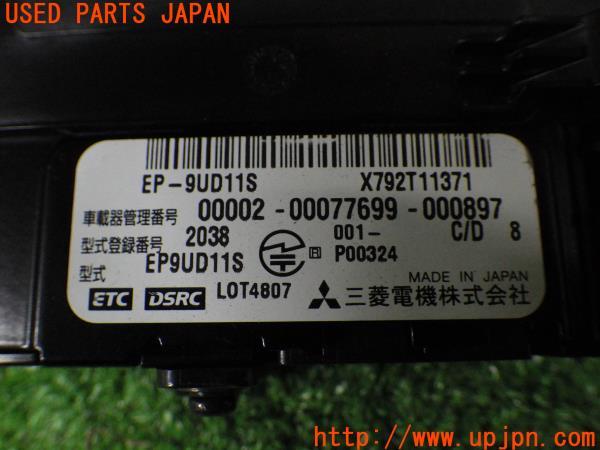 USED PARTS JAPAN
EP-9UD11S X792T11371
車載器管理番号 00002-00077699-000897
型式登録番号 2038 001- C/D 8
型式 EP9UD11S R P00324
ETC DSRC LOT4807 MADE IN JAPAN
三菱電機株式会社
http://www.upjpn.com/